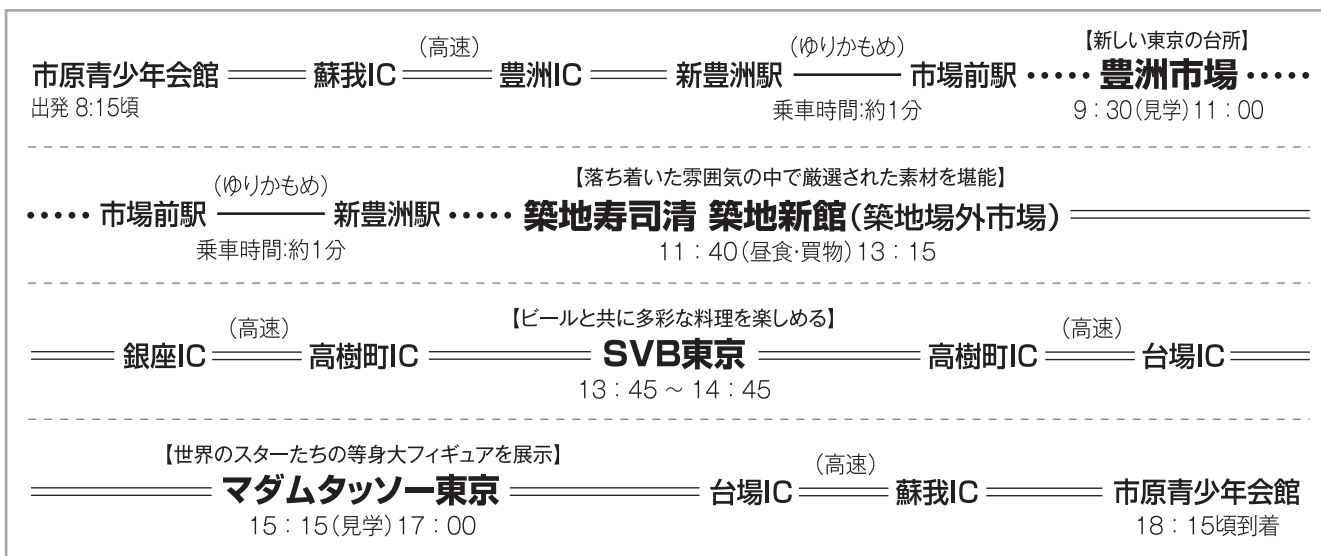 【新しい東京の台所】
(高速) (ゆりかもめ)
市原青少年会館 蘇我IC 豊洲IC 新豊洲駅 市場前駅 ・・・・・ 豊洲市場 ・・・・・
出発 8:15頃 乗車時間:約1分 9：30(見学)11：00
(ゆりかもめ) 【落ち着いた雰囲気の中で厳選された素材を堪能】
・・・・・ 市場前駅 新豊洲駅 ・・・・・ 築地寿司清 築地新館(築地場外市場)
乗車時間:約1分 11：40(昼食・買物)13：15
(高速) 【ビールと共に多彩な料理を楽しめる】 (高速)
銀座IC 高樹町IC SVB東京 高樹町IC 台場IC
13：45 ～ 14：45
【世界のスターたちの等身大フィギュアを展示】 (高速)
マダムタッソー東京 台場IC 蘇我IC 市原青少年会館
15：15(見学)17：00 18：15頃到着